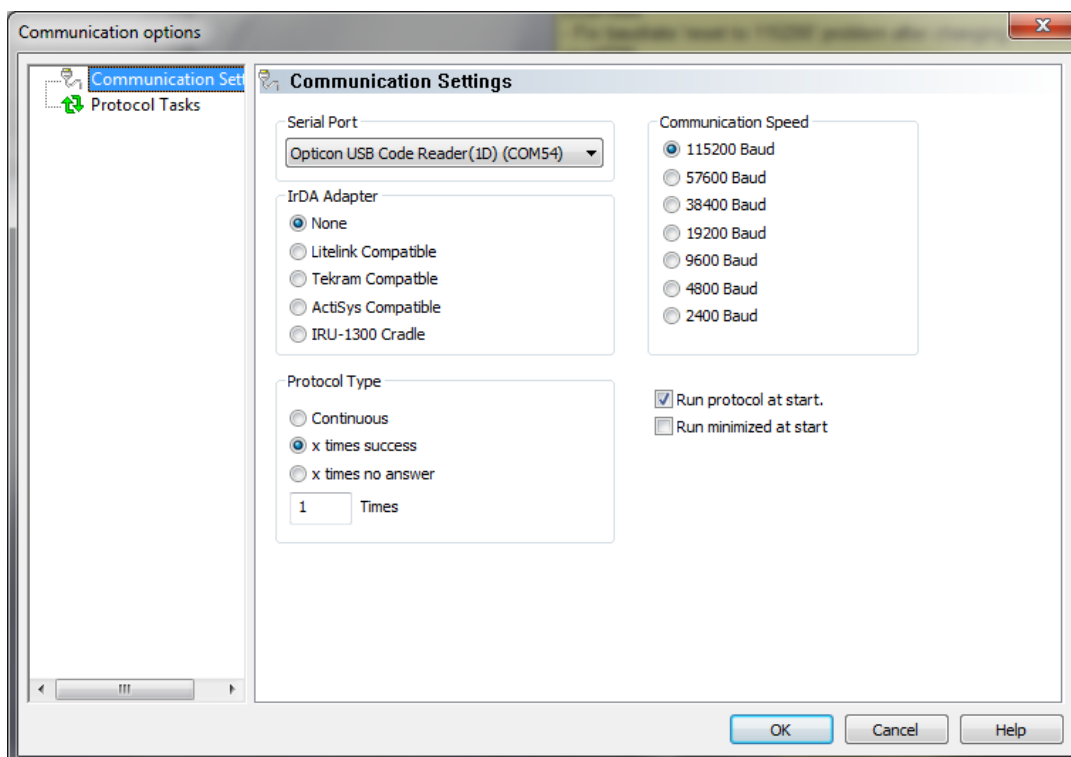 Communication options
Communication Sett
Protocol Tasks
Communication Settings
Serial Port
Opticon USB Code Reader(1D) (COM54)
IrDA Adapter
None
Litelink Compatible
Tekram Compatble
ActiSys Compatible
IRU-1300 Cradle
Protocol Type
Continuous
x times success
x times no answer
1 Times
Communication Speed
115200 Baud
57600 Baud
38400 Baud
19200 Baud
9600 Baud
4800 Baud
2400 Baud
Run protocol at start.
Run minimized at start
OK
Cancel
Help